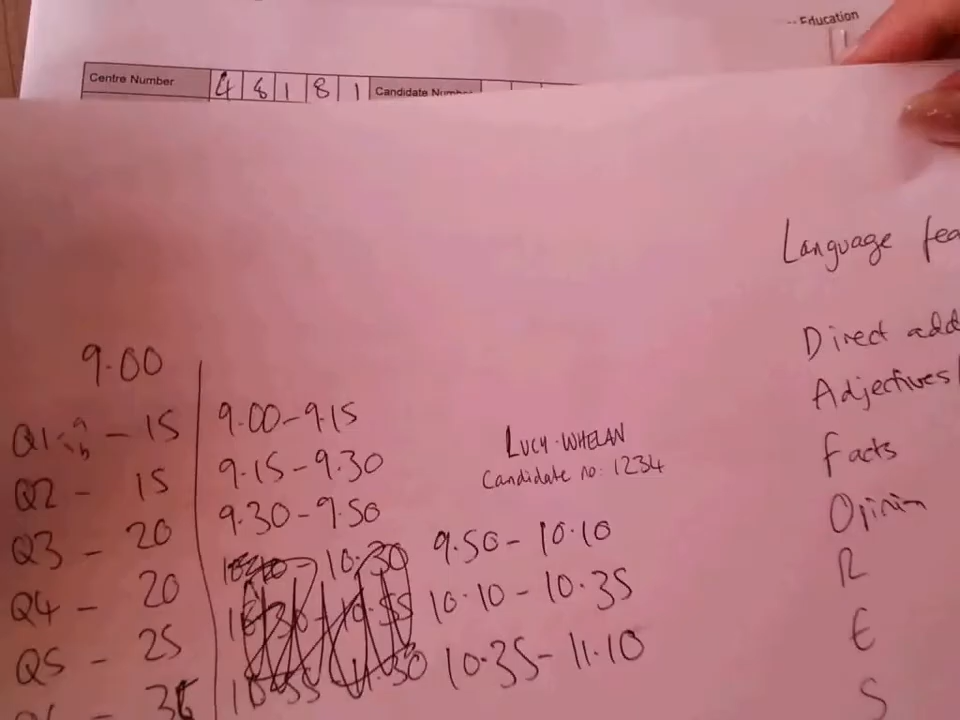 Education
Centre Number 4 8 1 8 1 Candidate Number
Language fea
9.00
Direct add
Adjectives
Facts
Opinin
R
E
S
Q1 a b - 15 9.00-9.15
Q2 - 15 9.15-9.30
Q3 - 20 9.30-9.50
Q4 - 20 9.50-10.10
Q5 - 25 10.10-10.35
10.35-11.10
LUCY WHELAN
Candidate no: 1234